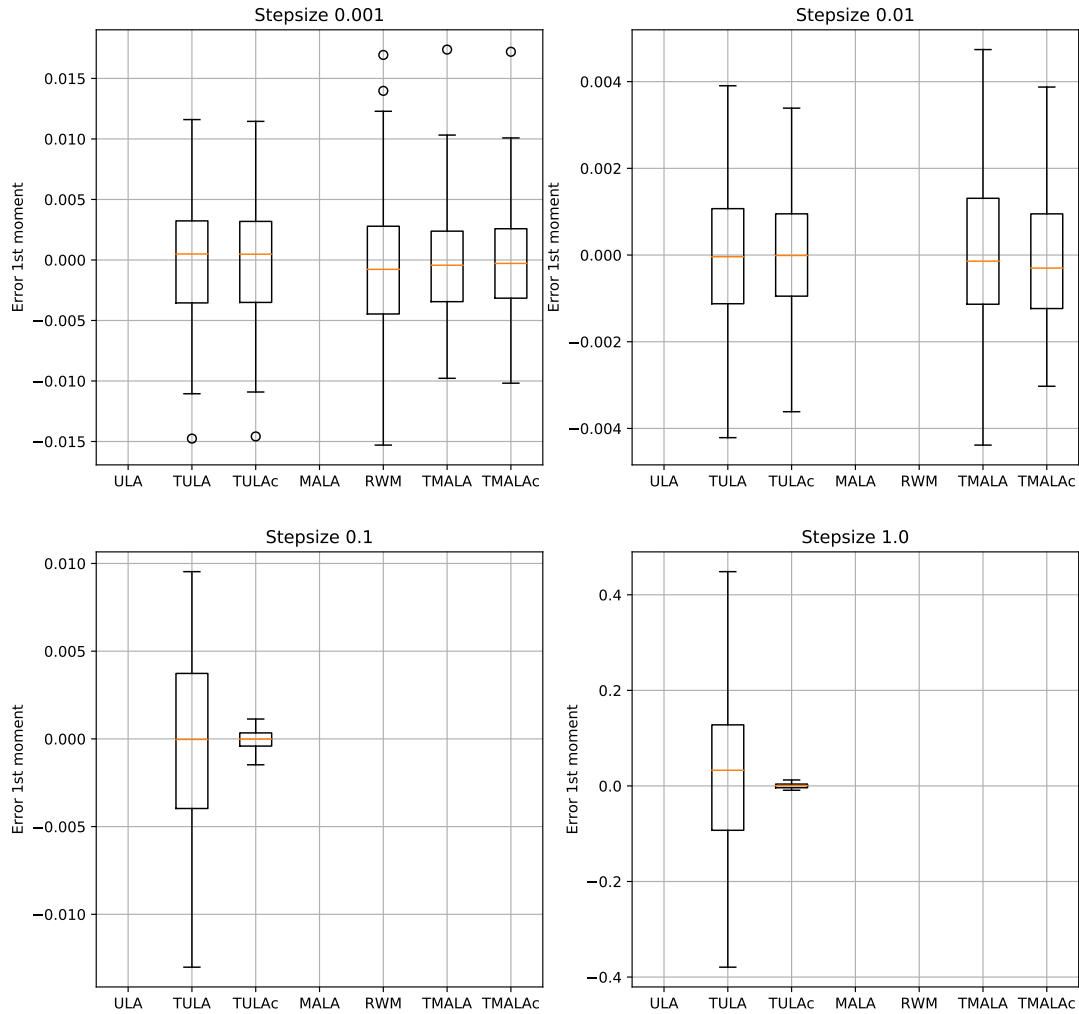 Stepsize 0.001
Error 1st moment
0.015
0.010
0.005
0.000
−0.005
−0.010
−0.015
ULA TULA TULAc MALA RWM TMALA TMALAc
Stepsize 0.01
Error 1st moment
0.004
0.002
0.000
−0.002
−0.004
ULA TULA TULAc MALA RWM TMALA TMALAc
Stepsize 0.1
Error 1st moment
0.010
0.005
0.000
−0.005
−0.010
ULA TULA TULAc MALA RWM TMALA TMALAc
Stepsize 1.0
Error 1st moment
0.4
0.2
0.0
−0.2
−0.4
ULA TULA TULAc MALA RWM TMALA TMALAc